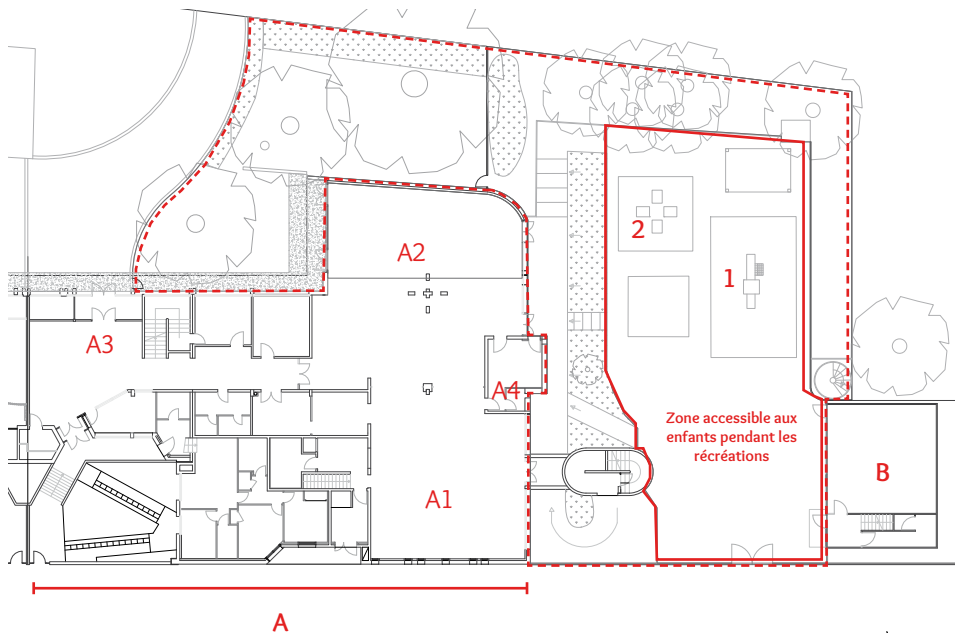 A2
2
1
A3
A4
Zone accessible aux
enfants pendant les
récréations
B
A1
A